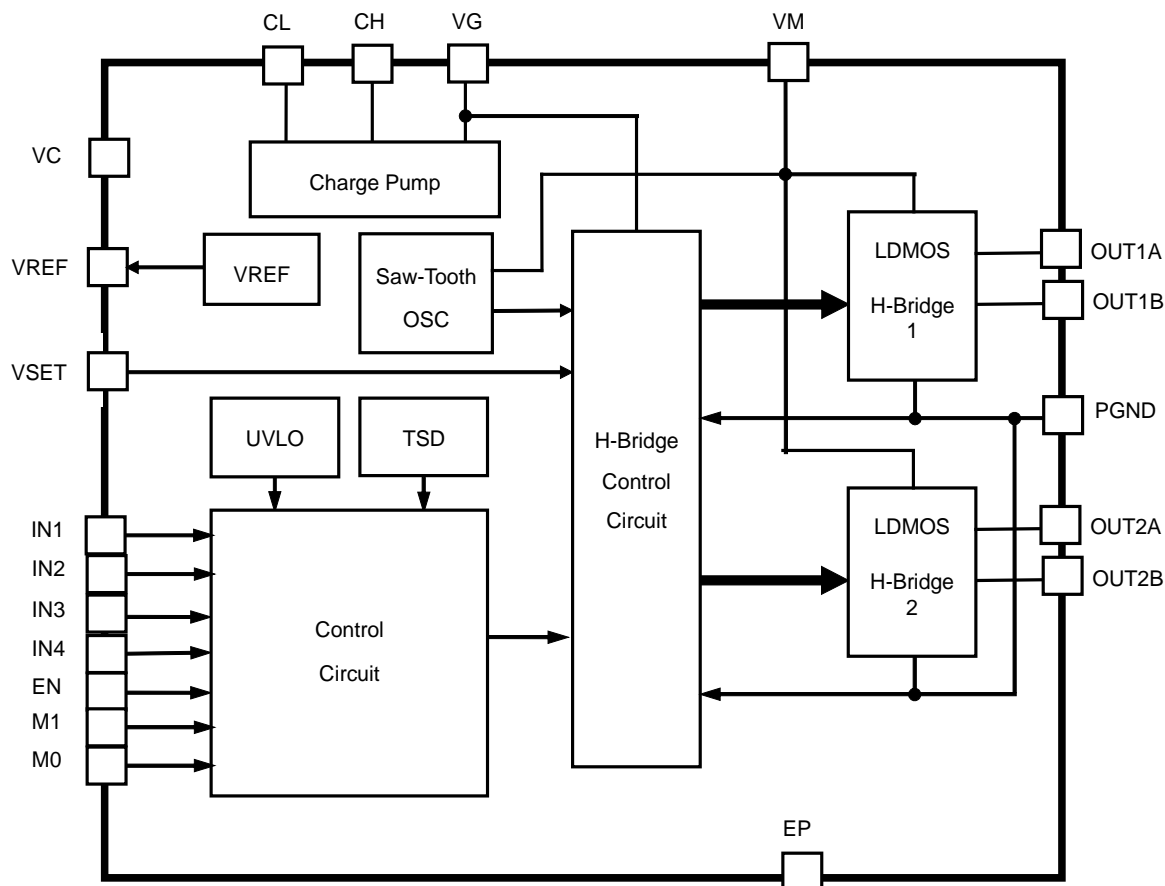 CL
CH
VG
VM
VC
Charge Pump
VREF
VREF
Saw-Tooth
OSC
LDMOS
H-Bridge
1
OUT1A
OUT1B
VSET
PGND
UVLO
TSD
H-Bridge
Control
Circuit
LDMOS
H-Bridge
2
OUT2A
OUT2B
IN1
IN2
IN3
IN4
EN
M1
M0
Control
Circuit
EP